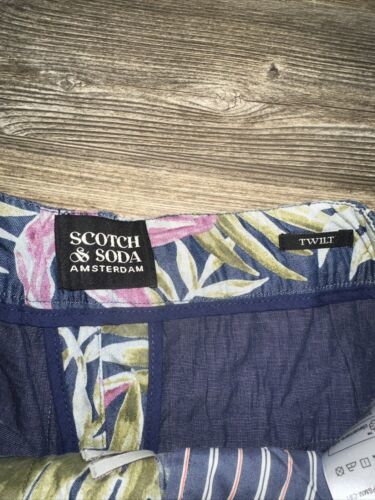 SCOTCH
& SODA
AMSTERDAM
TWILT